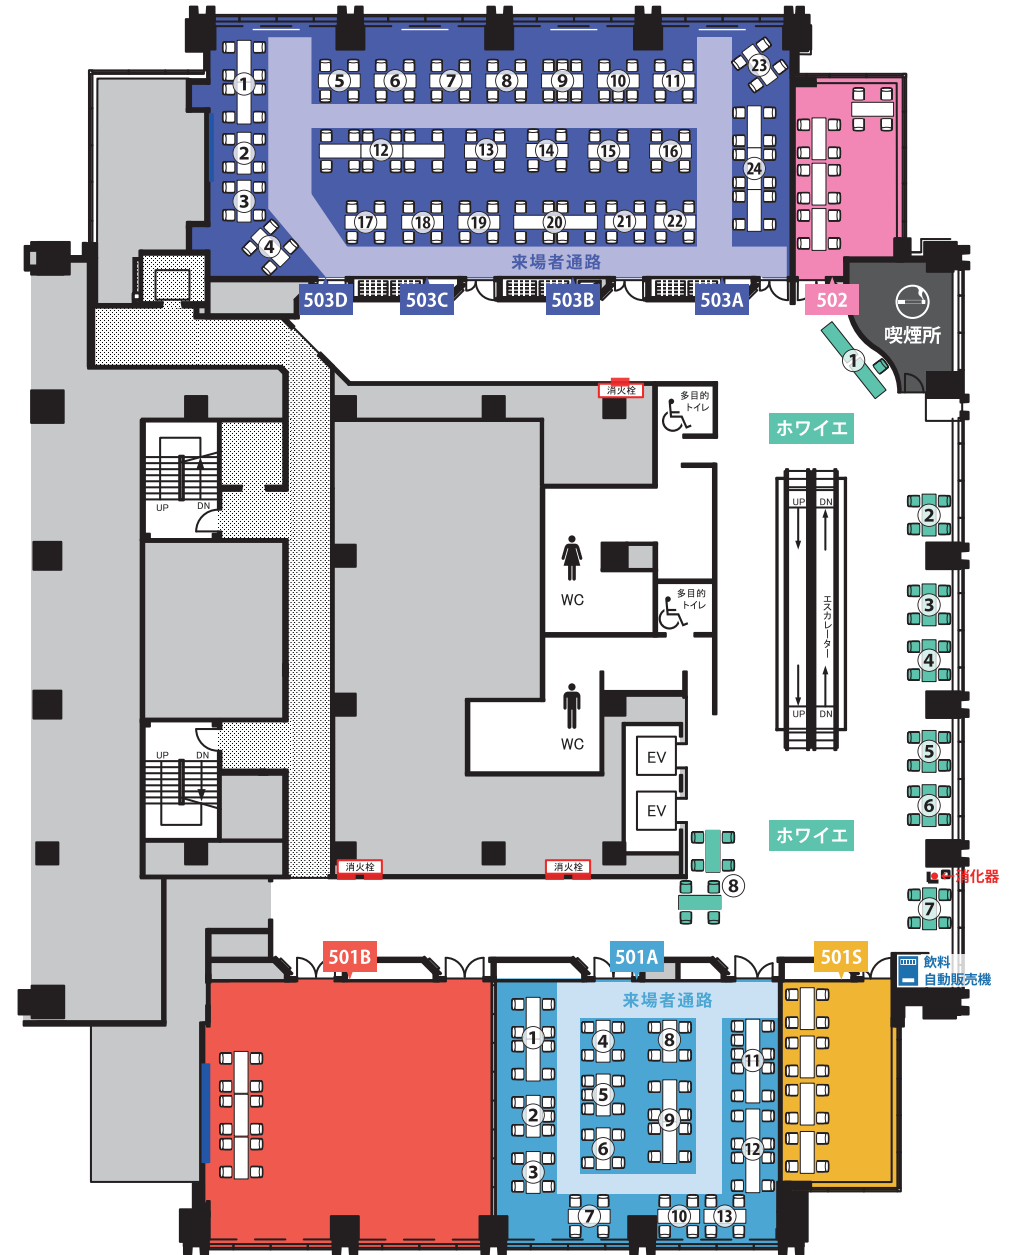 23
1
5
6
7
8
9
10
11
2
12
13
14
15
16
24
3
17
18
19
20
21
22
4
来場者通路
503D
503C
503B
503A
502
喫煙所
1
消火栓
多目的
トイレ
ホワイエ
UP
DN
UP
DN
2
WC
多目的
トイレ
エスカレーター
3
4
UP
DN
WC
UP
DN
EV
5
EV
6
ホワイエ
消火栓
消火栓
8
←消化器
7
501B
501A
501S
飲料
自動販売機
来場者通路
1
4
8
11
5
2
9
6
12
3
7
10
13